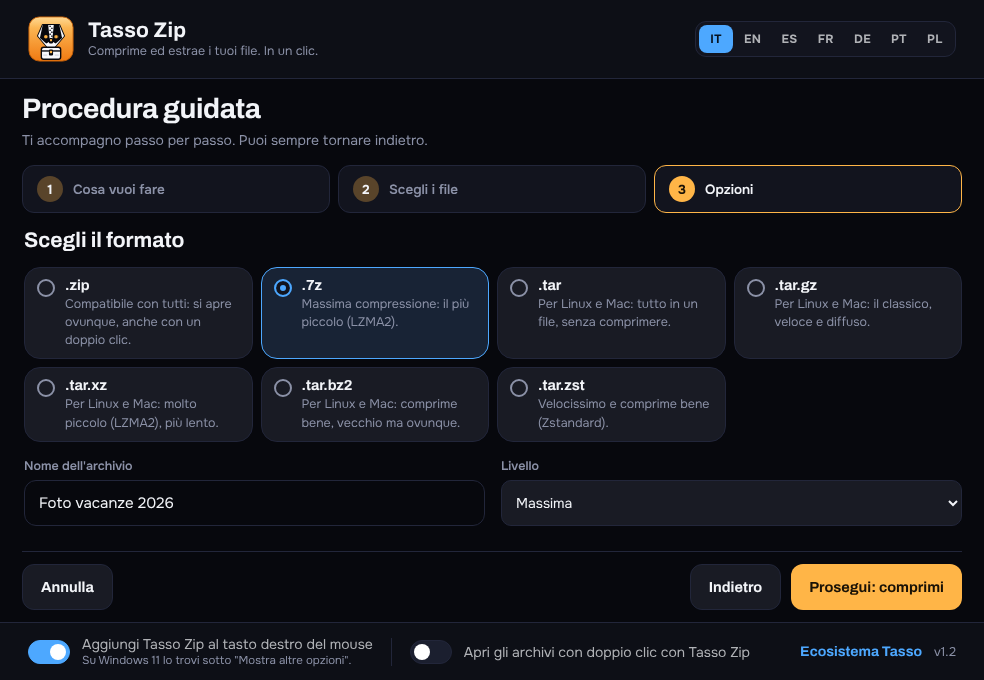 Tasso Zip
Comprime ed estrae i tuoi file. In un clic.
IT EN ES FR DE PT PL
Procedura guidata
Ti accompagno passo per passo. Puoi sempre tornare indietro.
1 Cosa vuoi fare
2 Scegli i file
3 Opzioni
Scegli il formato
.zip
Compatibile con tutti: si apre
ovunque, anche con un
doppio clic.
.7z
Massima compressione: il più
piccolo (LZMA2).
.tar
Per Linux e Mac: tutto in un
file, senza comprimere.
.tar.gz
Per Linux e Mac: il classico,
veloce e diffuso.
.tar.xz
Per Linux e Mac: molto
piccolo (LZMA2), più lento.
.tar.bz2
Per Linux e Mac: comprime
bene, vecchio ma ovunque.
.tar.zst
Velocissimo e comprime bene
(Zstandard).
Nome dell'archivio
Foto vacanze 2026
Livello
Massima
Annulla
Indietro
Prosegui: comprimi
Aggiungi Tasso Zip al tasto destro del mouse
Su Windows 11 lo trovi sotto "Mostra altre opzioni".
Apri gli archivi con doppio clic con Tasso Zip
Ecosistema Tasso v1.2